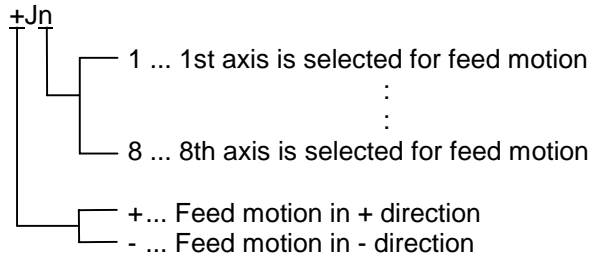 +Jn
1 ... 1st axis is selected for feed motion
:
:
8 ... 8th axis is selected for feed motion
+... Feed motion in + direction
- ... Feed motion in - direction